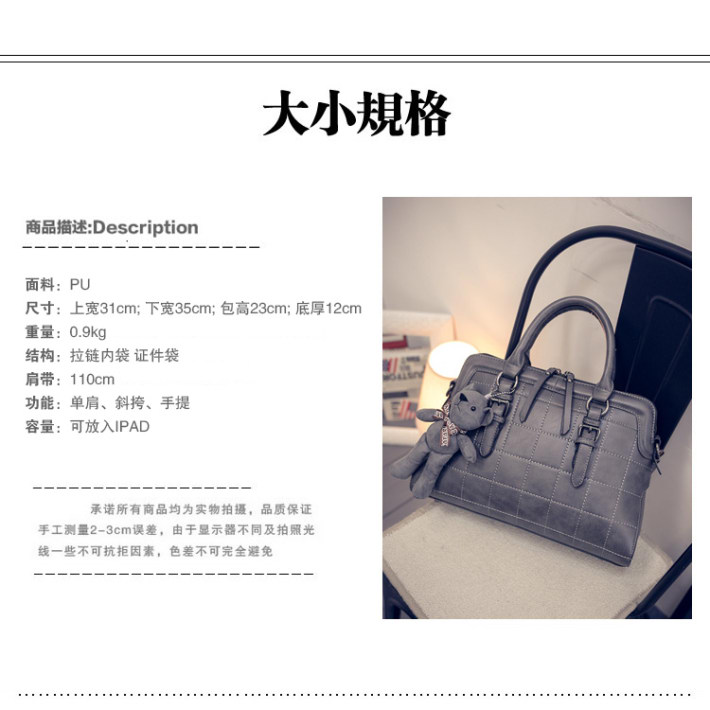 大小規格
商品描述:Description
面料：PU
尺寸：上宽31cm; 下宽35cm; 包高23cm; 底厚12cm
重量：0.9kg
结构：拉链内袋 证件袋
肩带：110cm
功能：单肩、斜挎、手提
容量：可放入IPAD
承诺所有商品均为实物拍摄，品质保证
手工测量2-3cm误差，由于显示器不同及拍照光
线一些不可抗拒因素，色差不可完全避免